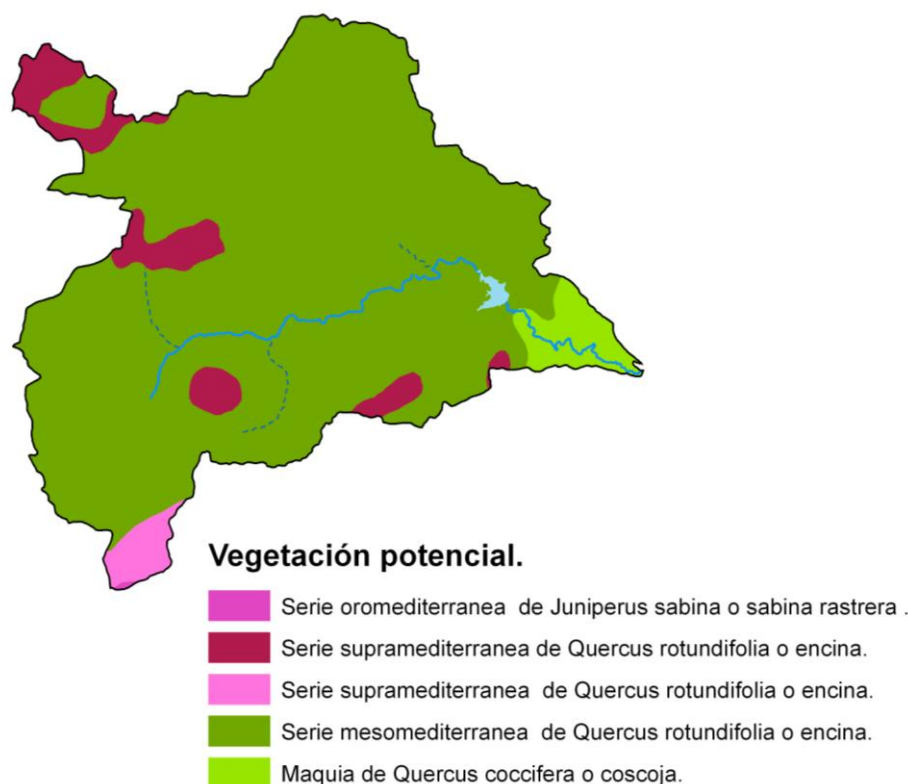 Vegetación potencial.
Serie oromediterranea de Juniperus sabina o sabina rastrera .
Serie supramediterranea de Quercus rotundifolia o encina.
Serie supramediterranea de Quercus rotundifolia o encina.
Serie mesomediterranea de Quercus rotundifolia o encina.
Maquia de Quercus coccifera o coscoja.